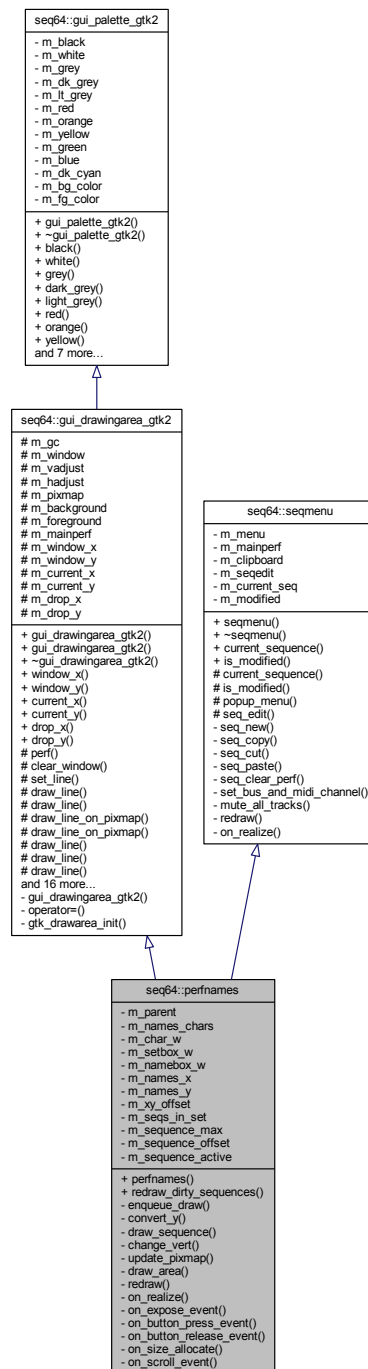 seq64::gui_palette_gtk2
- m_black
- m_white
- m_grey
- m_dk_grey
- m_lt_grey
- m_red
- m_orange
- m_yellow
- m_green
- m_blue
- m_dk_cyan
- m_bg_color
- m_fg_color
+ gui_palette_gtk2()
+ ~gui_palette_gtk2()
+ black()
+ white()
+ grey()
+ dark_grey()
+ light_grey()
+ red()
+ orange()
+ yellow()
and 7 more...
seq64::gui_drawingarea_gtk2
# m_gc
# m_window
# m_vadjust
# m_hadjust
# m_pixmap
# m_background
# m_foreground
# m_mainperf
# m_window_x
# m_window_y
# m_current_x
# m_current_y
# m_drop_x
# m_drop_y
+ gui_drawingarea_gtk2()
+ gui_drawingarea_gtk2()
+ ~gui_drawingarea_gtk2()
+ window_x()
+ window_y()
+ current_x()
+ current_y()
+ drop_x()
+ drop_y()
# perf()
# clear_window()
# set_line()
# draw_line()
# draw_line()
# draw_line_on_pixmap()
# draw_line_on_pixmap()
# draw_line()
# draw_line()
# draw_line()
and 16 more...
- gui_drawingarea_gtk2()
- operator=()
- gtk_drawarea_init()
seq64::seqmenu
- m_menu
- m_mainperf
- m_clipboard
- m_seqedit
- m_current_seq
- m_modified
+ seqmenu()
+ ~seqmenu()
+ current_sequence()
+ is_modified()
# current_sequence()
# is_modified()
# popup_menu()
# seq_edit()
- seq_new()
- seq_copy()
- seq_cut()
- seq_paste()
- seq_clear_perf()
- set_bus_and_midi_channel()
- mute_all_tracks()
- redraw()
- on_realize()
seq64::perfnames
- m_parent
- m_names_chars
- m_char_w
- m_setbox_w
- m_namebox_w
- m_names_x
- m_names_y
- m_xy_offset
- m_seqs_in_set
- m_sequence_max
- m_sequence_offset
- m_sequence_active
+ perfnames()
+ redraw_dirty_sequences()
- enqueue_draw()
- convert_y()
- draw_sequence()
- change_vert()
- update_pixmap()
- draw_area()
- redraw()
- on_realize()
- on_expose_event()
- on_button_press_event()
- on_button_release_event()
- on_size_allocate()
- on_scroll_event()